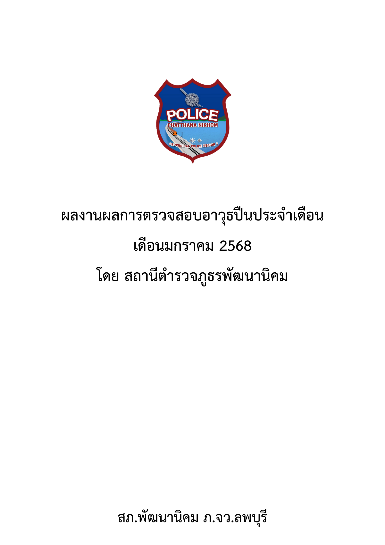 POLICE
ผลงานผลการตรวจสอบอาวุธปืนประจำเดือน
เดือนมกราคม 2568
โดย สถานีตำรวจภูธรพัฒนานิคม
สภ.พัฒนานิคม ภ.จว.ลพบุรี